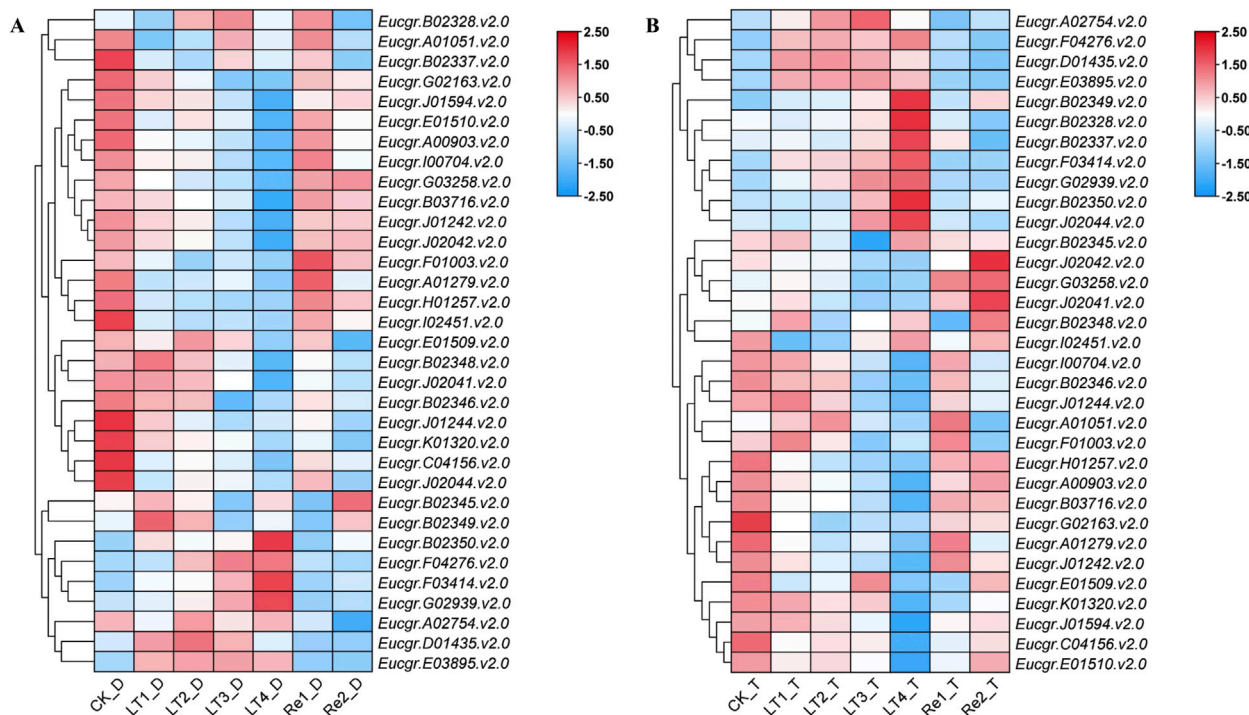 A
Eucgr.B02328.v2.0
Eucgr.A01051.v2.0
Eucgr.B02337.v2.0
Eucgr.G02163.v2.0
Eucgr.J01594.v2.0
Eucgr.E01510.v2.0
Eucgr.A00903.v2.0
Eucgr.I00704.v2.0
Eucgr.G03258.v2.0
Eucgr.B03716.v2.0
Eucgr.J01242.v2.0
Eucgr.J02042.v2.0
Eucgr.F01003.v2.0
Eucgr.A01279.v2.0
Eucgr.H01257.v2.0
Eucgr.I02451.v2.0
Eucgr.E01509.v2.0
Eucgr.B02348.v2.0
Eucgr.J02041.v2.0
Eucgr.B02346.v2.0
Eucgr.J01244.v2.0
Eucgr.K01320.v2.0
Eucgr.C04156.v2.0
Eucgr.J02044.v2.0
Eucgr.B02345.v2.0
Eucgr.B02349.v2.0
Eucgr.B02350.v2.0
Eucgr.F04276.v2.0
Eucgr.F03414.v2.0
Eucgr.G02939.v2.0
Eucgr.A02754.v2.0
Eucgr.D01435.v2.0
Eucgr.E03895.v2.0
CK_D
LT1_D
LT2_D
LT3_D
LT4_D
Re1_D
Re2_D
2.50
1.50
0.50
-0.50
-1.50
-2.50
B
Eucgr.A02754.v2.0
Eucgr.F04276.v2.0
Eucgr.D01435.v2.0
Eucgr.E03895.v2.0
Eucgr.B02349.v2.0
Eucgr.B02328.v2.0
Eucgr.B02337.v2.0
Eucgr.F03414.v2.0
Eucgr.G02939.v2.0
Eucgr.B02350.v2.0
Eucgr.J02044.v2.0
Eucgr.B02345.v2.0
Eucgr.J02042.v2.0
Eucgr.G03258.v2.0
Eucgr.J02041.v2.0
Eucgr.B02348.v2.0
Eucgr.I02451.v2.0
Eucgr.I00704.v2.0
Eucgr.B02346.v2.0
Eucgr.J01244.v2.0
Eucgr.A01051.v2.0
Eucgr.F01003.v2.0
Eucgr.H01257.v2.0
Eucgr.A00903.v2.0
Eucgr.B03716.v2.0
Eucgr.G02163.v2.0
Eucgr.A01279.v2.0
Eucgr.J01242.v2.0
Eucgr.E01509.v2.0
Eucgr.K01320.v2.0
Eucgr.J01594.v2.0
Eucgr.C04156.v2.0
Eucgr.E01510.v2.0
CK_T
LT1_T
LT2_T
LT3_T
LT4_T
Re1_T
Re2_T
2.50
1.50
0.50
-0.50
-1.50
-2.50